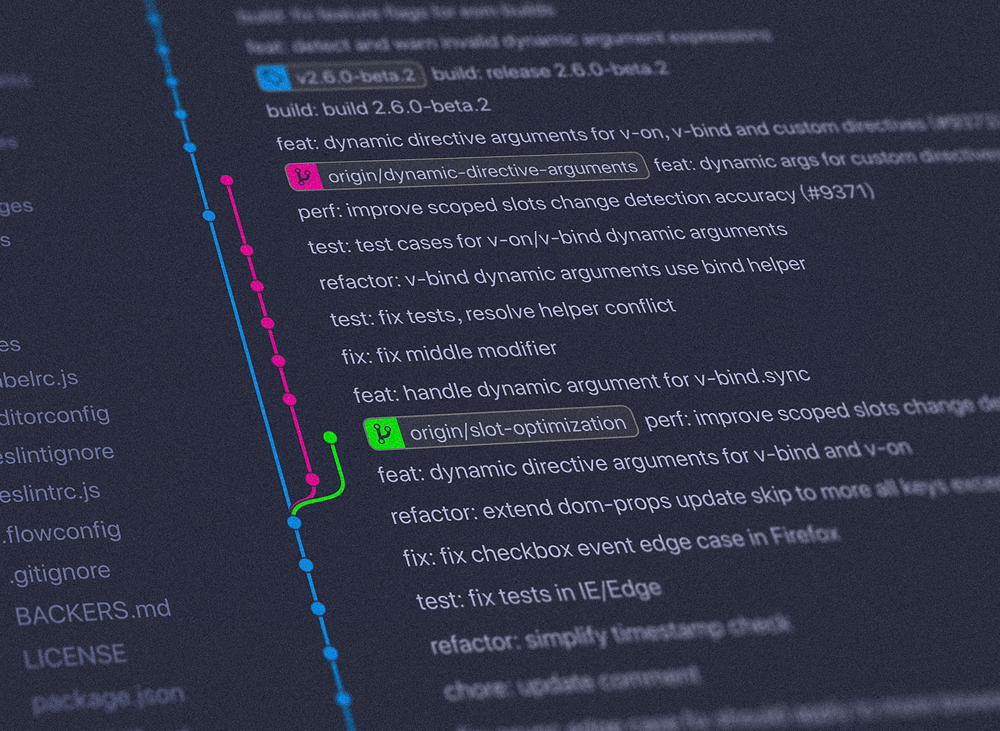 build: fix feature flags for esm builds
feat: detect and warn invalid dynamic argument expressions
v2.6.0-beta.2 build: release 2.6.0-beta.2
build: build 2.6.0-beta.2
feat: dynamic directive arguments for v-on, v-bind and custom directives (#9373)
origin/dynamic-directive-arguments feat: dynamic args for custom directives
perf: improve scoped slots change detection accuracy (#9371)
test: test cases for v-on/v-bind dynamic arguments
refactor: v-bind dynamic arguments use bind helper
test: fix tests, resolve helper conflict
fix: fix middle modifier
feat: handle dynamic argument for v-bind.sync
origin/slot-optimization perf: improve scoped slots change
feat: dynamic directive arguments for v-bind and v-on
refactor: extend dom-props update skip to more all keys
fix: fix checkbox event edge case in Firefox
test: fix tests in IE/Edge
refactor: simplify timestamp check
chore: update comment
ges
s
es
abelrc.js
ditorconfig
eslintignore
eslintrc.js
.flowconfig
.gitignore
BACKERS.md
LICENSE
package.json